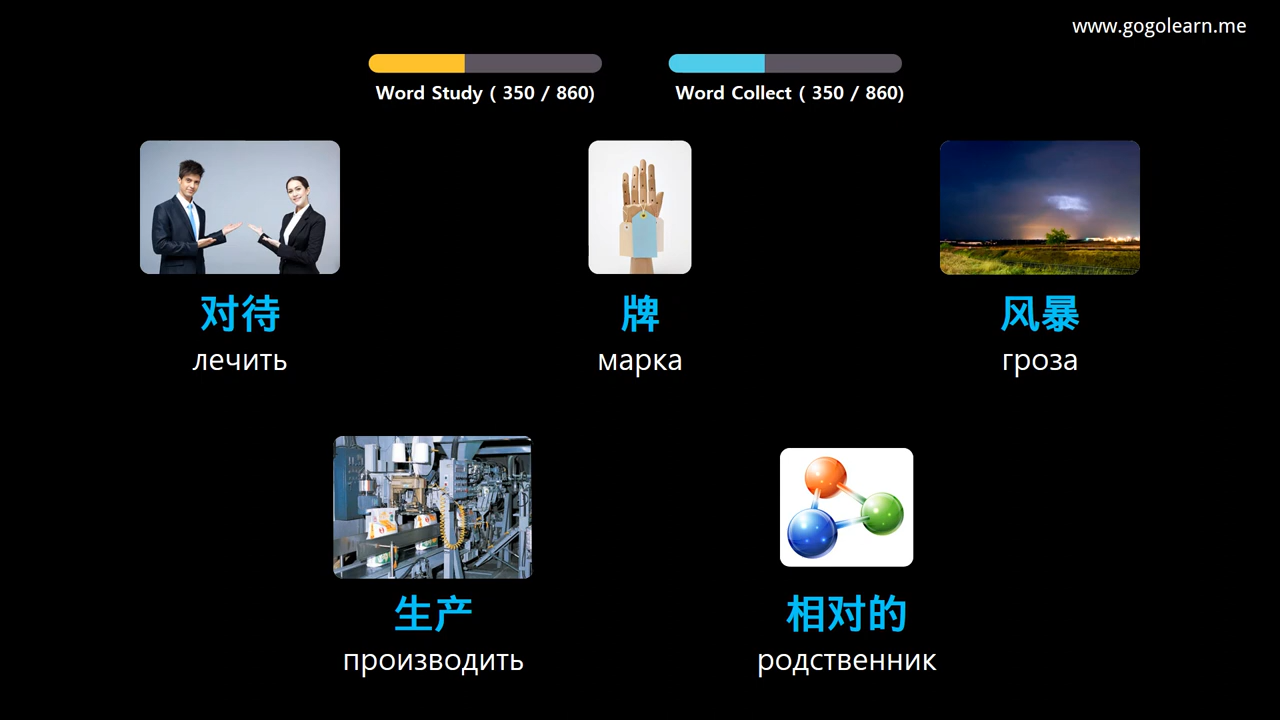 www.gogolearn.me
Word Study ( 350 / 860)
Word Collect ( 350 / 860)
对待
лечить
牌
марка
风暴
гроза
生产
производить
相对的
родственник